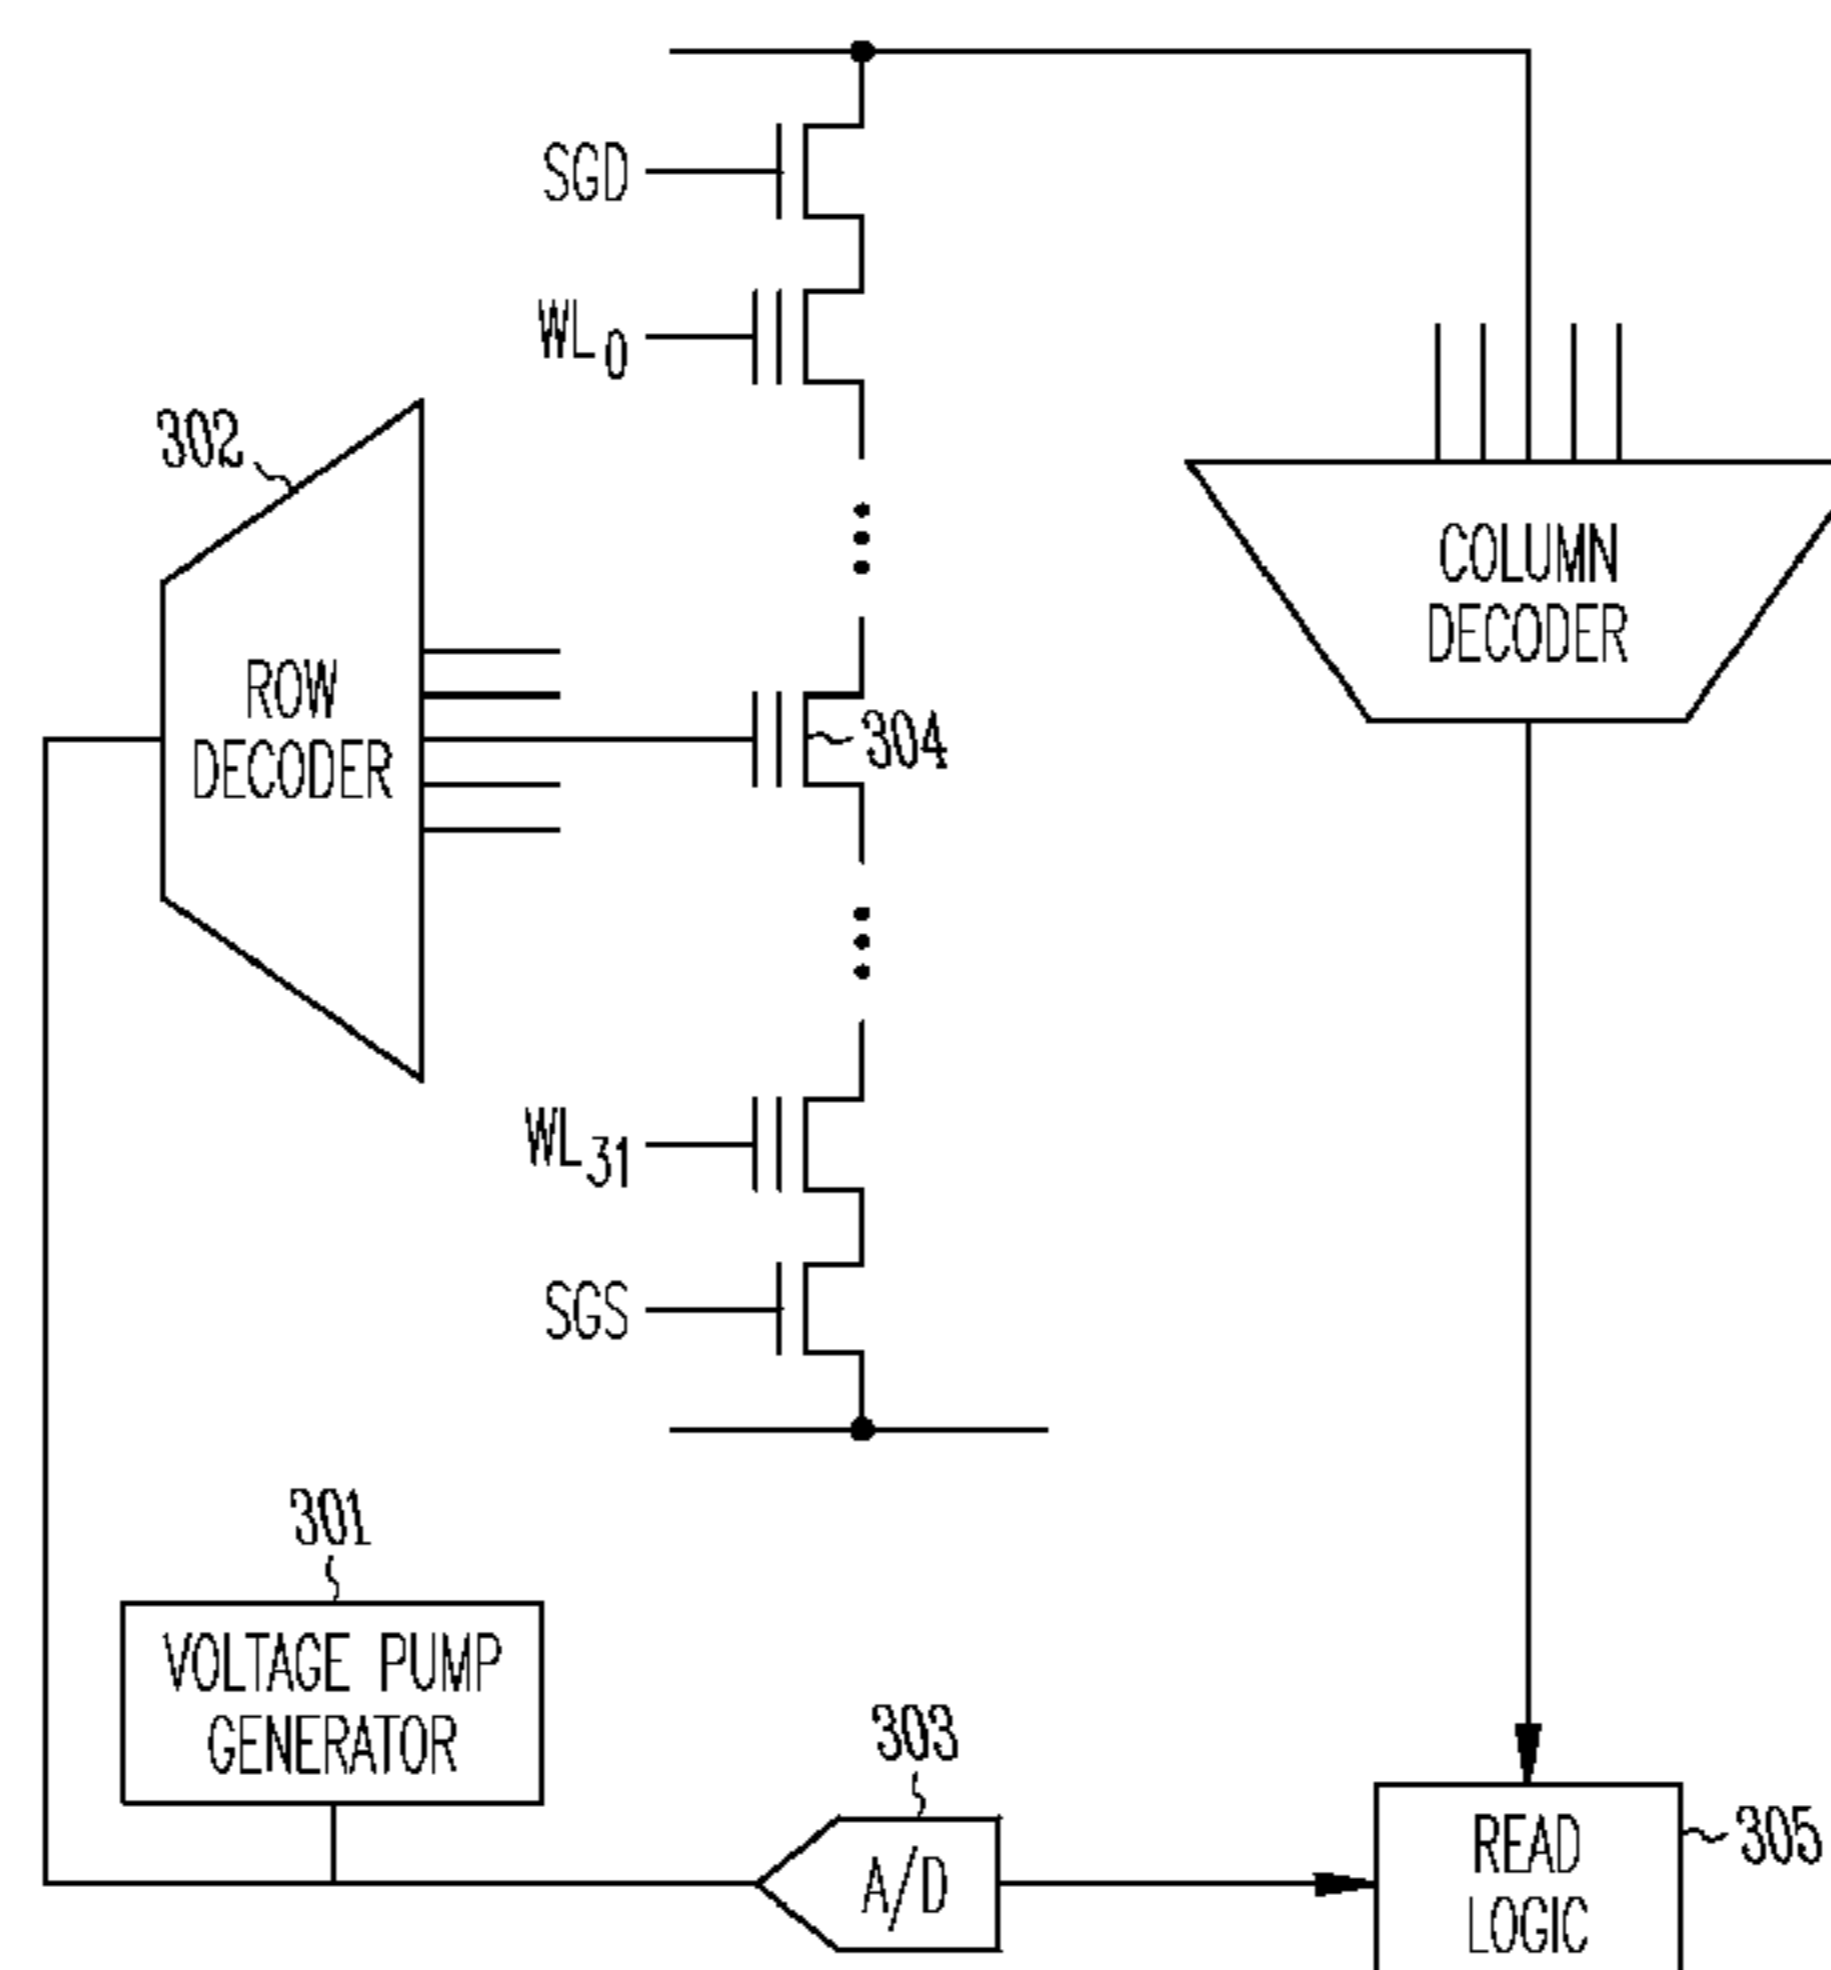 SGD
WL0
302
ROW
DECODER
304
COLUMN
DECODER
WL31
SGS
301
VOLTAGE PUMP
GENERATOR
303
A/D
READ
LOGIC
305